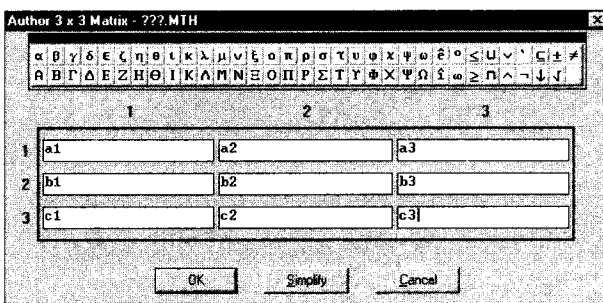 Author 3 x 3 Matrix - ???.MTH
α β γ δ ε ζ η θ ι κ λ μ ν ξ ο π ρ σ τ υ φ χ ψ ω ê ° ≤ ∪ ∨ ` ⊑ ± ≠
Α Β Γ Δ Ε Ζ Η Θ Ι Κ Λ Μ Ν Ξ Ο Π Ρ Σ Τ Υ Φ Χ Ψ Ω î ∞ ≥ ∩ ∧ ¬ ↓ √
1 2 3
1 a1 a2 a3
2 b1 b2 b3
3 c1 c2 c3
OK Simplify Cancel